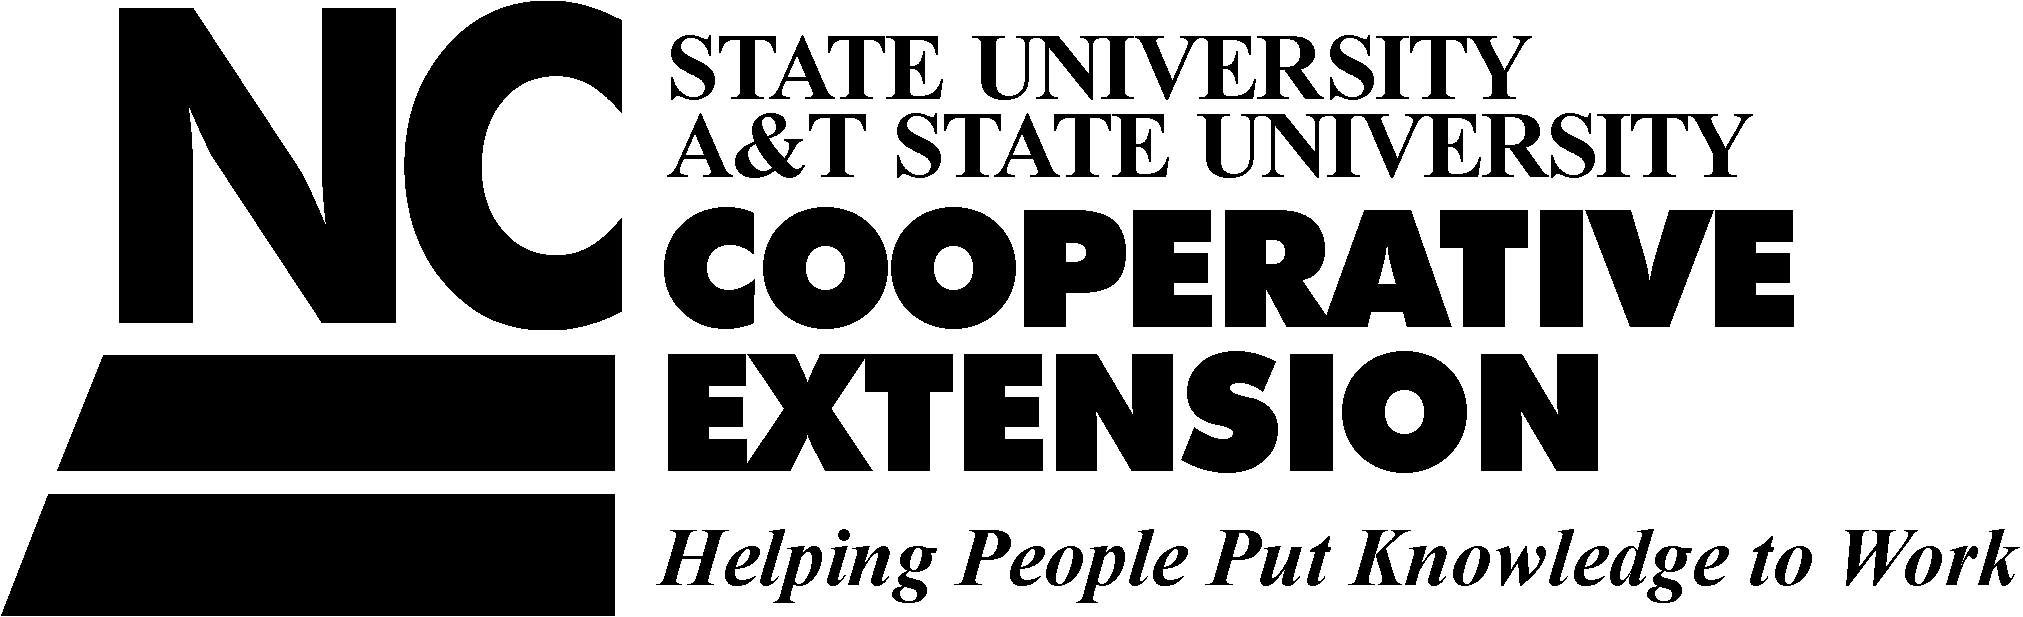 NC
STATE UNIVERSITY
A&T STATE UNIVERSITY
COOPERATIVE
EXTENSION
Helping People Put Knowledge to Work